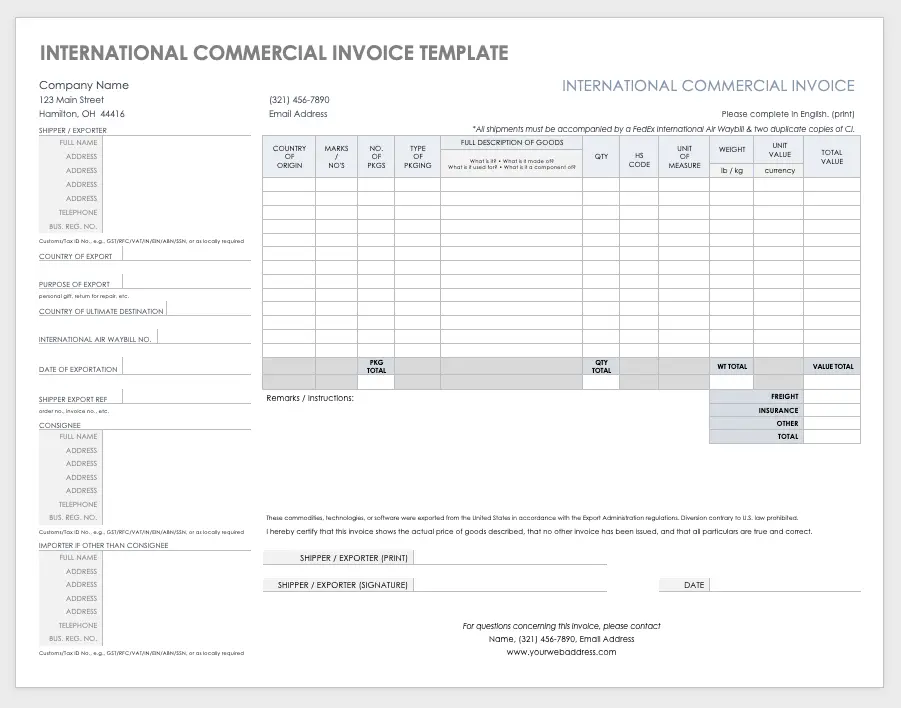 INTERNATIONAL COMMERCIAL INVOICE TEMPLATE
Company Name
INTERNATIONAL COMMERCIAL INVOICE
123 Main Street
(321) 456-7890
Hamilton, OH 44416
Email Address
Please complete in English. (print)
*All shipments must be accompanied by a FedEx International Air Waybill & two duplicate copies of CI.
SHIPPER / EXPORTER
FULL NAME
ADDRESS
ADDRESS
ADDRESS
ADDRESS
TELEPHONE
BUS. REG. NO.
Customs/Tax ID No., e.g., GST/RFC/VAT/IN/EIN/ABN/SSN, or as locally required
COUNTRY OF EXPORT
PURPOSE OF EXPORT
personal gift, return for repair, etc.
COUNTRY OF ULTIMATE DESTINATION
INTERNATIONAL AIR WAYBILL NO.
DATE OF EXPORTATION
SHIPPER EXPORT REF
order no., invoice no., etc.
CONSIGNEE
FULL NAME
ADDRESS
ADDRESS
ADDRESS
ADDRESS
TELEPHONE
BUS. REG. NO.
Customs/Tax ID No., e.g., GST/RFC/VAT/IN/EIN/ABN/SSN, or as locally required
IMPORTER IF OTHER THAN CONSIGNEE
FULL NAME
ADDRESS
ADDRESS
ADDRESS
ADDRESS
TELEPHONE
BUS. REG. NO.
Customs/Tax ID No., e.g., GST/RFC/VAT/IN/EIN/ABN/SSN, or as locally required
COUNTRY
OF
ORIGIN
MARKS
/
NO'S
NO.
OF
PKGS
TYPE
OF
PKGING
FULL DESCRIPTION OF GOODS
What is it? • What is it made of?
What is it used for? • What is it a component of?
QTY
HS
CODE
UNIT
OF
MEASURE
WEIGHT
lb / kg
UNIT
VALUE
currency
TOTAL
VALUE
PKG
TOTAL
QTY
TOTAL
WT TOTAL
VALUE TOTAL
Remarks / Instructions:
FREIGHT
INSURANCE
OTHER
TOTAL
These commodities, technologies, or software were exported from the United States in accordance with the Export Administration regulations. Diversion contrary to U.S. law prohibited.
I hereby certify that this invoice shows the actual price of goods described, that no other invoice has been issued, and that all particulars are true and correct.
SHIPPER / EXPORTER (PRINT)
SHIPPER / EXPORTER (SIGNATURE)
DATE
For questions concerning this invoice, please contact
Name, (321) 456-7890, Email Address
www.yourwebaddress.com